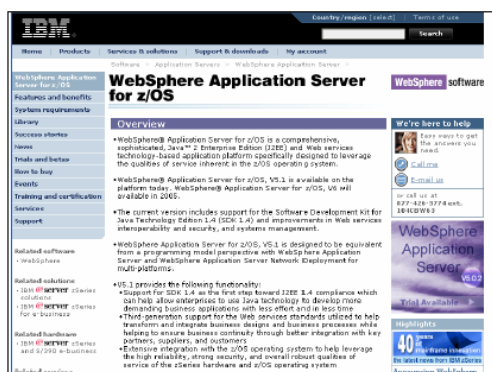 Country/region [select]
Terms of use
IBM.
Search
Home
Products
Services & solutions
Support & downloads
My account
Software > Application Servers > WebSphere Application Server >
WebSphere Application
Server for z/OS
Features and benefits
System requirements
Library
Success stories
News
Trials and betas
How to buy
Events
Training and certification
Services
Support
Related software
• WebSphere
Related solutions
• IBM eserver zSeries
solutions
• IBM eserver zSeries
for e-business
Related hardware
• IBM eserver zSeries
and S/390 e-business
WebSphere Application Server
for z/OS
Overview
•WebSphere® Application Server for z/OS is a comprehensive,
sophisticated, Java™ 2 Enterprise Edition (J2EE) and Web services
technology-based application platform specifically designed to leverage
the qualities of service inherent in the z/OS operating system.
•WebSphere® Application Server for z/OS, V5.1 is available on the
platform today. WebSphere® Application Server for z/OS, V6 will
available in 2005.
•The current version includes support for the Software Development Kit for
Java Technology Edition 1.4 (SDK 1.4) and improvements in Web services
interoperability and security, and systems management.
•WebSphere Application Server for z/OS, V5.1 is designed to be equivalent
from a programming model perspective with WebSphere Application
Server and WebSphere Application Server Network Deployment for
multi-platforms.
•V5.1 provides the following functionality:
•Support for SDK 1.4 as the first step toward J2EE 1.4 compliance which
can help allow enterprises to use Java technology to develop more
demanding business applications with less effort and in less time
•Third-generation support for the Web services standards utilized to help
transform and integrate business designs and business processes while
helping to ensure business continuity through better integration with key
partners, suppliers, and customers
•Extensive integration with the z/OS operating system to help leverage
the high reliability, strong security, and overall robust qualities of
service of the zSeries hardware and z/OS operating system
WebSphere software
We're here to help
Easy ways to get
the answers you
need.
Call me
E-mail us
or call us at
877-426-3774 ext.
WebSphere
Application
Server
V5.0.2
Trial Available
Highlights
40 years
mainframe innovation
the latest news from IBM zSeries